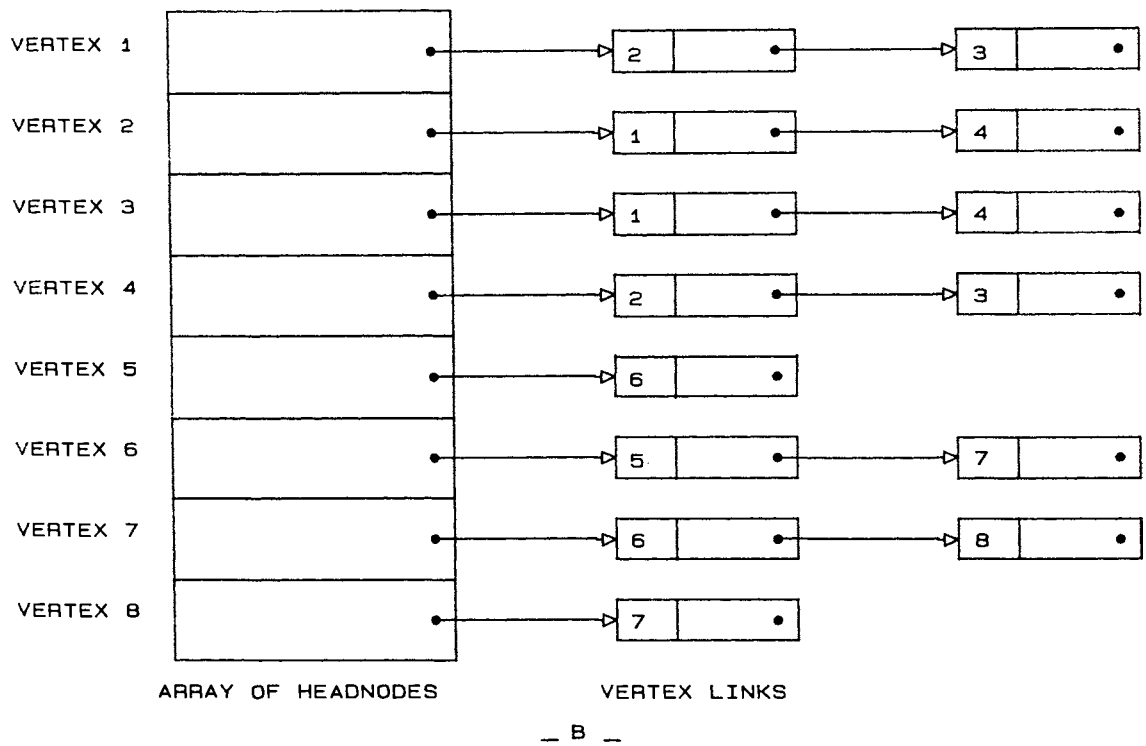 VERTEX 1 2 3
VERTEX 2 1 4
VERTEX 3 1 4
VERTEX 4 2 3
VERTEX 5 6
VERTEX 6 5 7
VERTEX 7 6 8
VERTEX 8 7
ARRAY OF HEADNODES VERTEX LINKS
_ B _